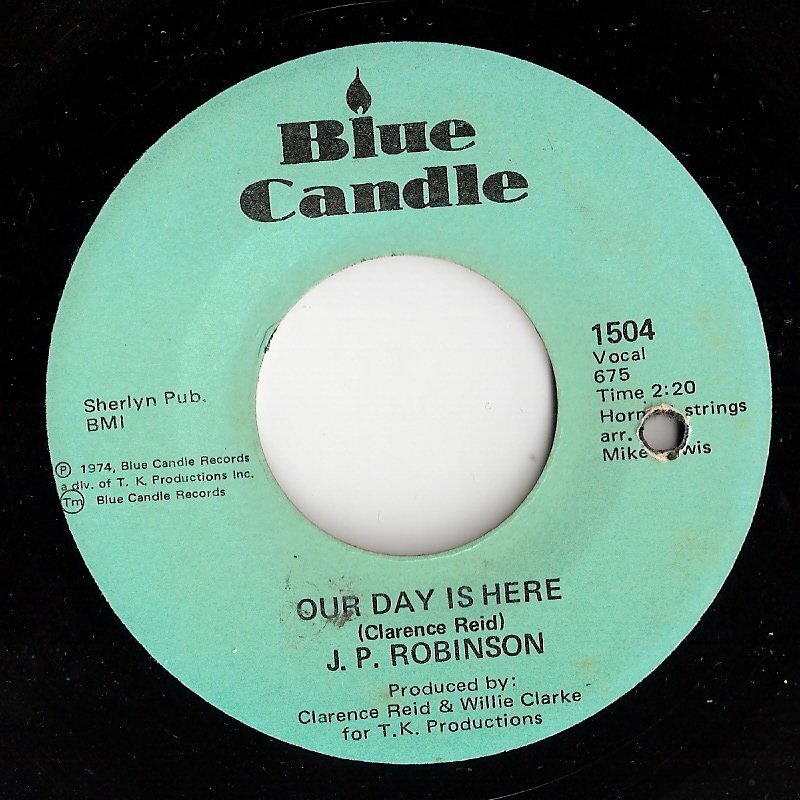 Blue
Candle
1504
Vocal
675
Time 2:20
strings
arr.
Mike
Sherlyn Pub.
BMI
Ⓟ 1974, Blue Candle Records
a div. of T. K. Productions Inc.
Tm Blue Candle Records
OUR DAY IS HERE
(Clarence Reid)
J. P. ROBINSON
Produced by:
Clarence Reid & Willie Clarke
for T.K. Productions